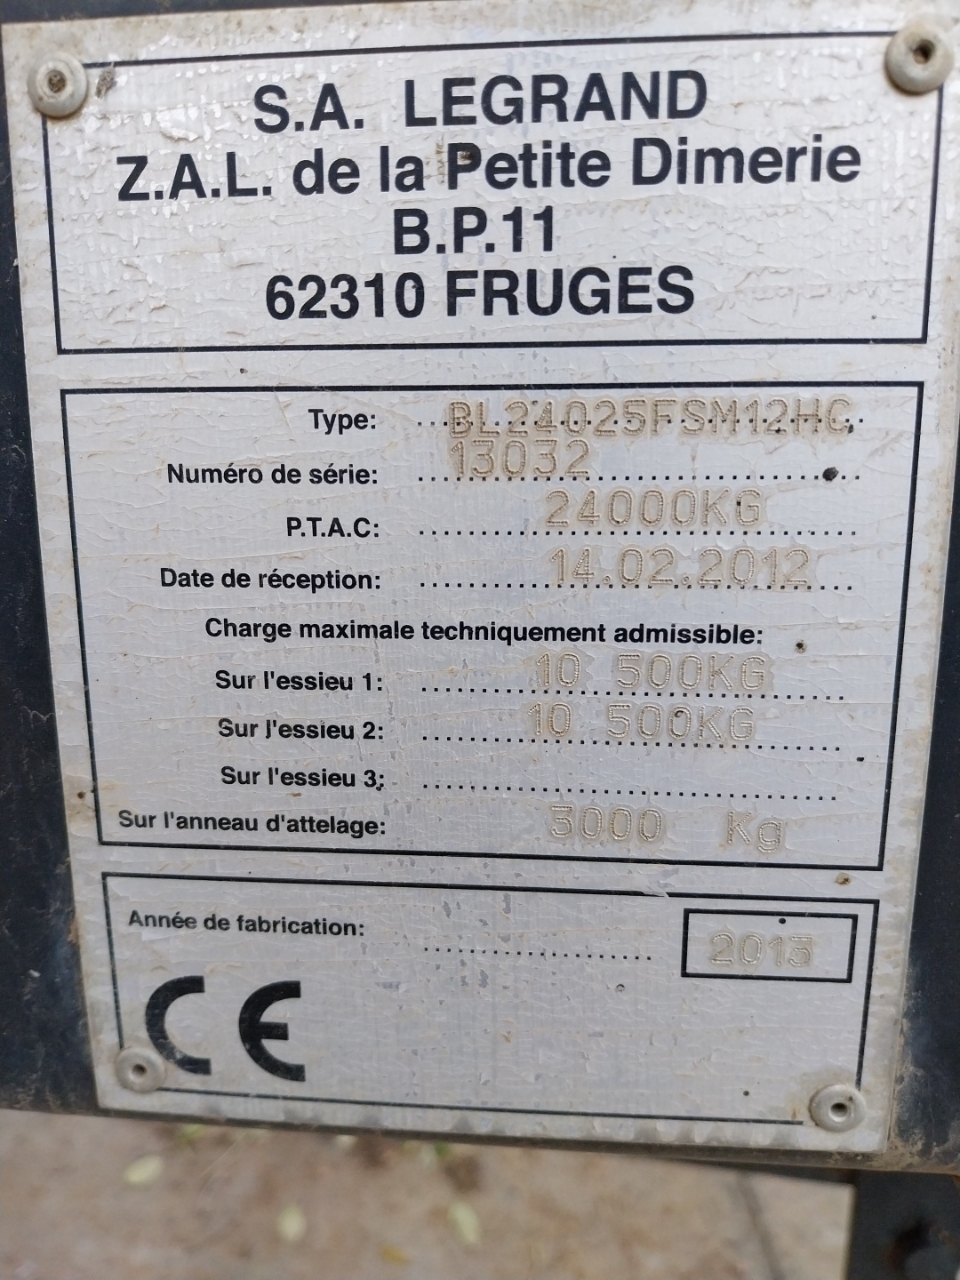 S.A. LEGRAND
Z.A.L. de la Petite Dimerie
B.P.11
62310 FRUGES
Type: BL24025FSM12HC
Numéro de série: 13032
P.T.A.C: 24000KG
Date de réception: 14.02.2012
Charge maximale techniquement admissible:
Sur l'essieu 1: 10 500KG
Sur l'essieu 2: 10 500KG
Sur l'essieu 3:
Sur l'anneau d'attelage: 3000 Kg
Année de fabrication: 2013
CE